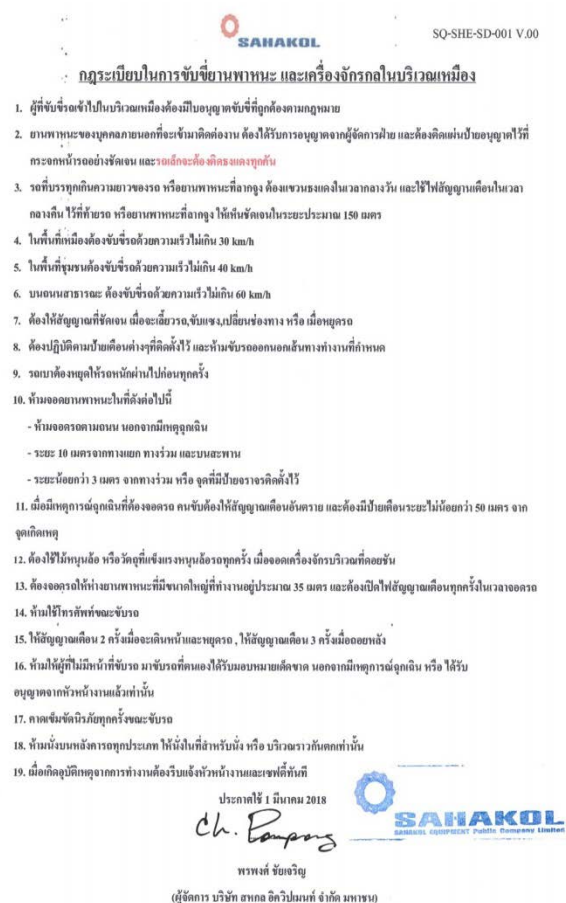 SAHAKOL
SQ-SHE-SD-001 V.00
กฎระเบียบในการขับขี่ยานพาหนะ และเครื่องจักรกลในบริเวณเหมือง
1. ผู้ที่ขับขี่รถเข้าไปในบริเวณเหมืองต้องมีใบอนุญาตขับขี่ที่ถูกต้องตามกฎหมาย
2. ยานพาหนะของบุคคลภายนอกที่จะเข้ามาติดต่องาน ต้องได้รับการอนุญาตจากผู้จัดการฝ่าย และต้องติดแผ่นป้ายอนุญาตไว้ที่
กระจกหน้ารถอย่างชัดเจน และรถเล็กจะต้องติดธงแดงทุกคัน
3. รถที่บรรทุกเกินความยาวของรถ หรือยานพาหนะที่ลากจูง ต้องแขวนธงแดงในเวลากลางวัน และใช้ไฟสัญญาณเตือนในเวลา
กลางคืน ไว้ที่ท้ายรถ หรือยานพาหนะที่ลากจูง ให้เห็นชัดเจนในระยะประมาณ 150 เมตร
4. ในพื้นที่เหมืองต้องขับขี่รถด้วยความเร็วไม่เกิน 30 km/h
5. ในพื้นที่ชุมชนต้องขับขี่รถด้วยความเร็วไม่เกิน 40 km/h
6. บนถนนสาธารณะ ต้องขับขี่รถด้วยความเร็วไม่เกิน 60 km/h
7. ต้องให้สัญญาณที่ชัดเจน เมื่อจะเลี้ยวรถ,ขับแซง,เปลี่ยนช่องทาง หรือ เมื่อหยุดรถ
8. ต้องปฏิบัติตามป้ายเตือนต่างๆที่ติดตั้งไว้ และห้ามขับรถออกนอกเส้นทางทำงานที่กำหนด
9. รถเบาต้องหยุดให้รถหนักผ่านไปก่อนทุกครั้ง
10. ห้ามจอดยานพาหนะในที่ดังต่อไปนี้
- ห้ามจอดรถตามถนน นอกจากมีเหตุฉุกเฉิน
- ระยะ 10 เมตรจากทางแยก ทางร่วม และบนสะพาน
- ระยะน้อยกว่า 3 เมตร จากทางร่วม หรือ จุดที่มีป้ายจราจรติดตั้งไว้
11. เมื่อมีเหตุการณ์ฉุกเฉินที่ต้องจอดรถ คนขับต้องให้สัญญาณเตือนอันตราย และต้องมีป้ายเตือนระยะไม่น้อยกว่า 50 เมตร จาก
จุดเกิดเหตุ
12. ต้องใช้ไม้หนุนล้อ หรือวัตถุที่แข็งแรงหนุนล้อรถทุกครั้ง เมื่อจอดเครื่องจักรบริเวณที่ดอยชัน
13. ต้องจอดรถให้ห่างยานพาหนะที่มีขนาดใหญ่ที่ทำงานอยู่ประมาณ 35 เมตร และต้องเปิดไฟสัญญาณเตือนทุกครั้งในเวลาจอดรถ
14. ห้ามใช้โทรศัพท์ขณะขับรถ
15. ให้สัญญาณเตือน 2 ครั้งเมื่อจะเดินหน้าและหยุดรถ , ให้สัญญาณเตือน 3 ครั้งเมื่อถอยหลัง
16. ห้ามให้ผู้ที่ไม่มีหน้าที่ขับรถ มาขับรถที่ตนเองได้รับมอบหมายเด็ดขาด นอกจากมีเหตุการณ์ฉุกเฉิน หรือ ได้รับ
อนุญาตจากหัวหน้างานแล้วเท่านั้น
17. คาดเข็มขัดนิรภัยทุกครั้งขณะขับรถ
18. ห้ามนั่งบนหลังคารถทุกประเภท ให้นั่งในที่สำหรับนั่ง หรือ บริเวณราวกันตกเท่านั้น
19. เมื่อเกิดอุบัติเหตุจากการทำงานต้องรีบแจ้งหัวหน้างานและเซฟตี้ทันที
ประกาศใช้ 1 มีนาคม 2018
SAHAKOL
SAHAKOL EQUIPMENT Public Company Limited
พรพงศ์ ชัยเจริญ
(ผู้จัดการ บริษัท สหกล อิควิปเมนท์ จำกัด มหาชน)